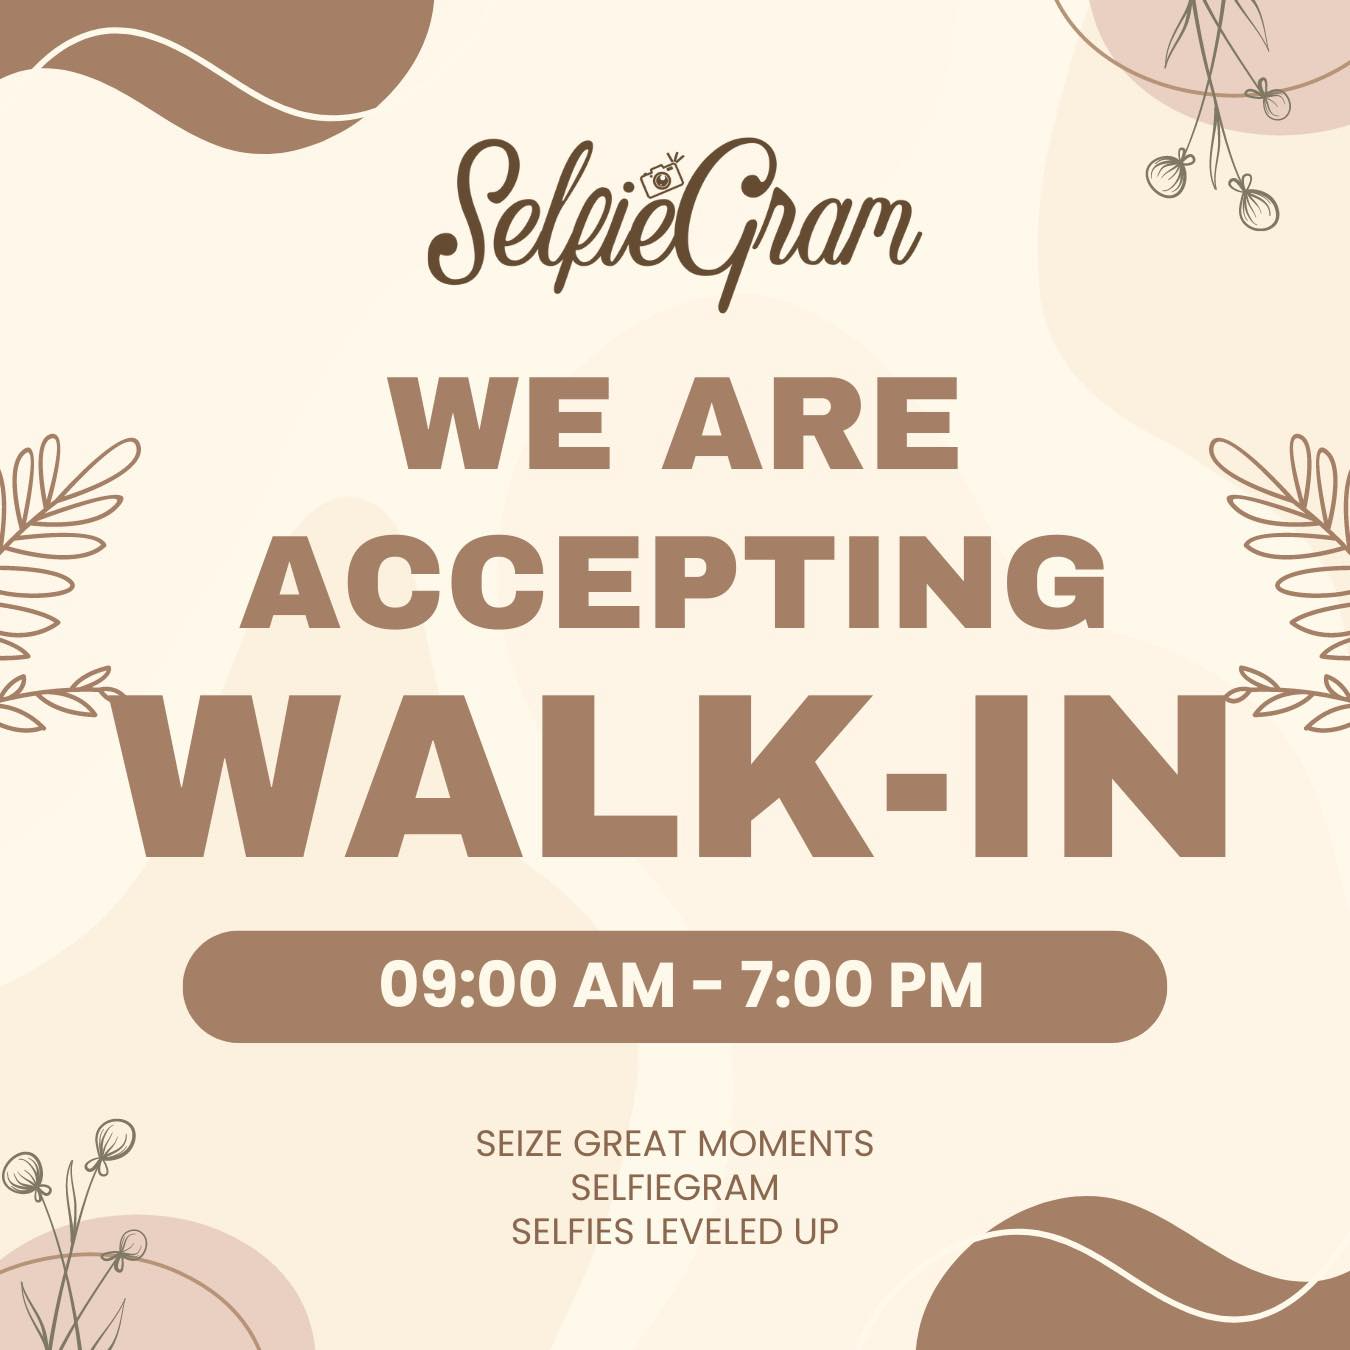 SelfieGram
WE ARE
ACCEPTING
WALK-IN
09:00 AM - 7:00 PM
SEIZE GREAT MOMENTS
SELFIEGRAM
SELFIES LEVELED UP